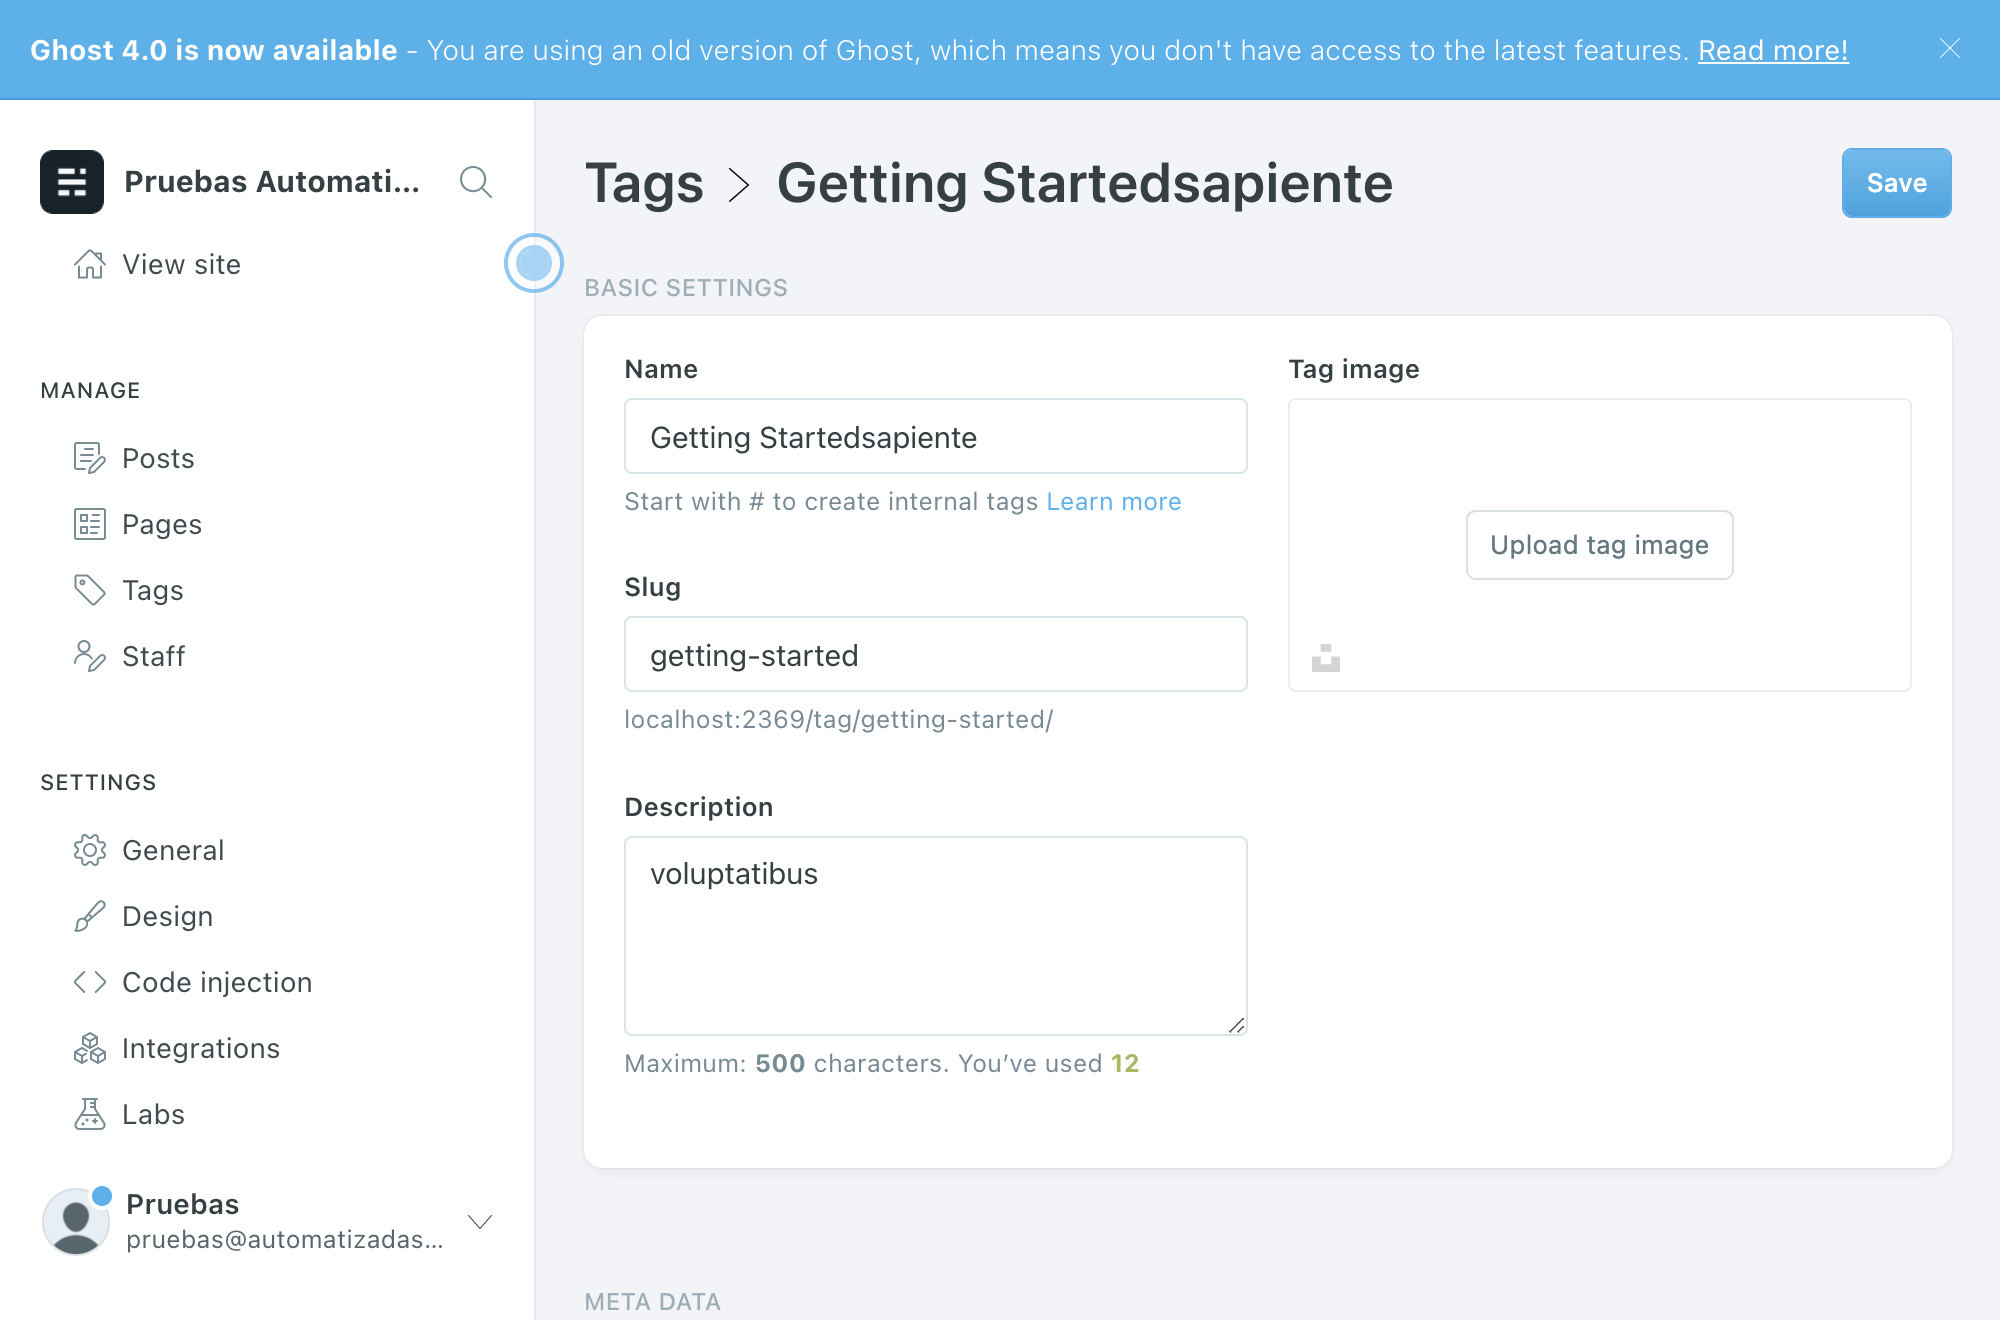 Ghost 4.0 is now available - You are using an old version of Ghost, which means you don't have access to the latest features. Read more!
Pruebas Automati...
View site
MANAGE
Posts
Pages
Tags
Staff
SETTINGS
General
Design
Code injection
Integrations
Labs
Pruebas
pruebas@automatizadas...
Tags > Getting Startedsapiente
Save
BASIC SETTINGS
Name
Getting Startedsapiente
Start with # to create internal tags Learn more
Slug
getting-started
localhost:2369/tag/getting-started/
Description
voluptatibus
Maximum: 500 characters. You’ve used 12
Tag image
Upload tag image
META DATA